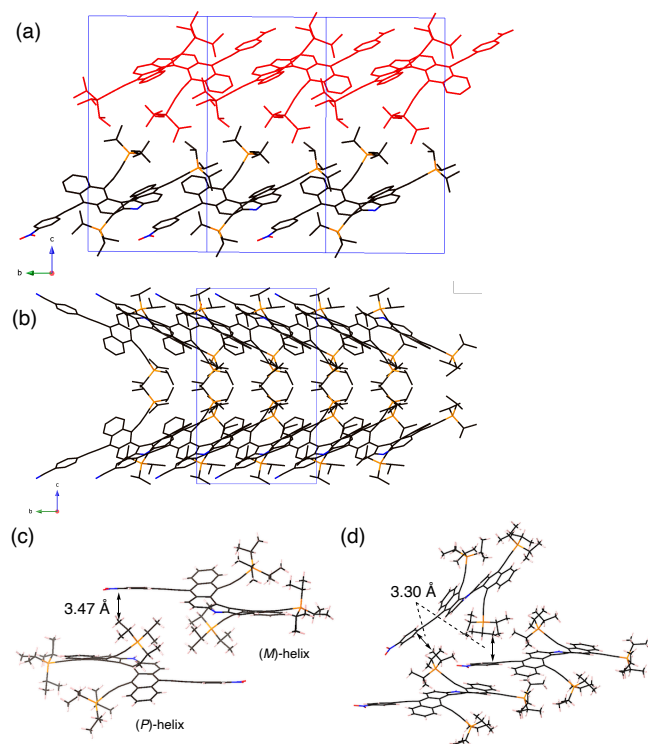 (a)
c
b
(b)
c
b
(c)
(d)
3.47 Å
3.30 Å
(M)-helix
(P)-helix